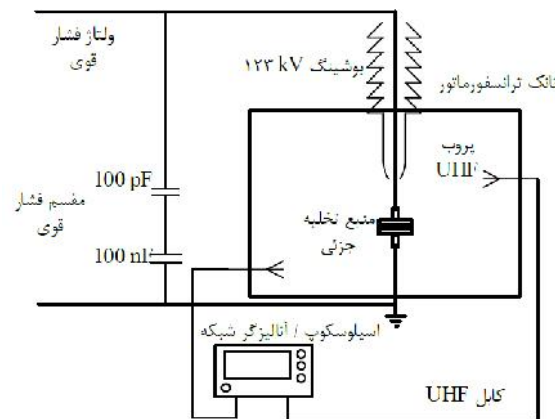 ولتاژ فشار
قوی
بوشینگ ۱۲۳ kV
تانک ترانسفورماتور
پروب
UHF
100 pF
مقسم فشار
قوی
100 nF
منبع تخلیه
جزئی
اسیلوسکوپ / آنالیزگر شبکه
کابل UHF